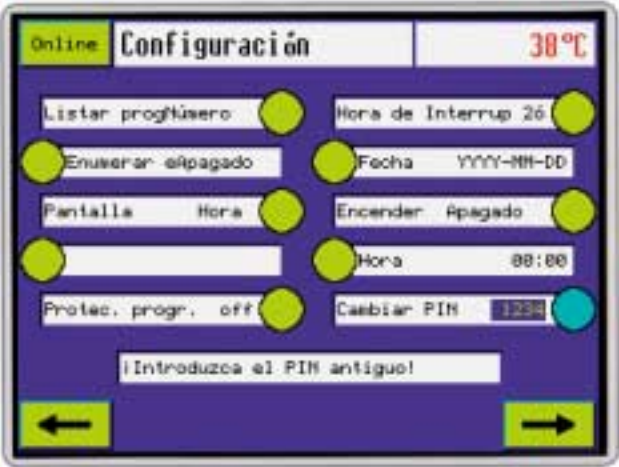 Online Configuración 38°C
Listar progNúmero
Hora de Interrup 26
Enumerar eApagado
Fecha YYYY-MM-DD
Pantalla Hora
Encender Apagado
Hora 00:00
Protec. progr. off
Cambiar PIN 1234
¡Introduzca el PIN antiguo!